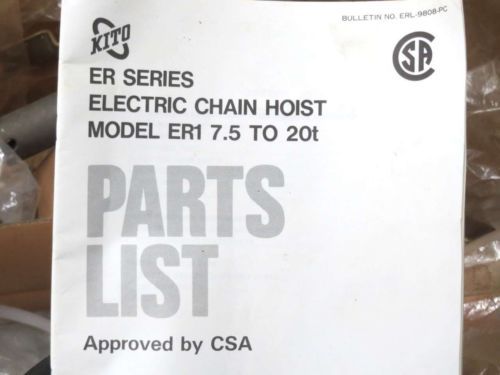 BULLETIN NO. ERL-9808-PC
KITO
CSA
ER SERIES
ELECTRIC CHAIN HOIST
MODEL ER1 7.5 TO 20t
PARTS
LIST
Approved by CSA